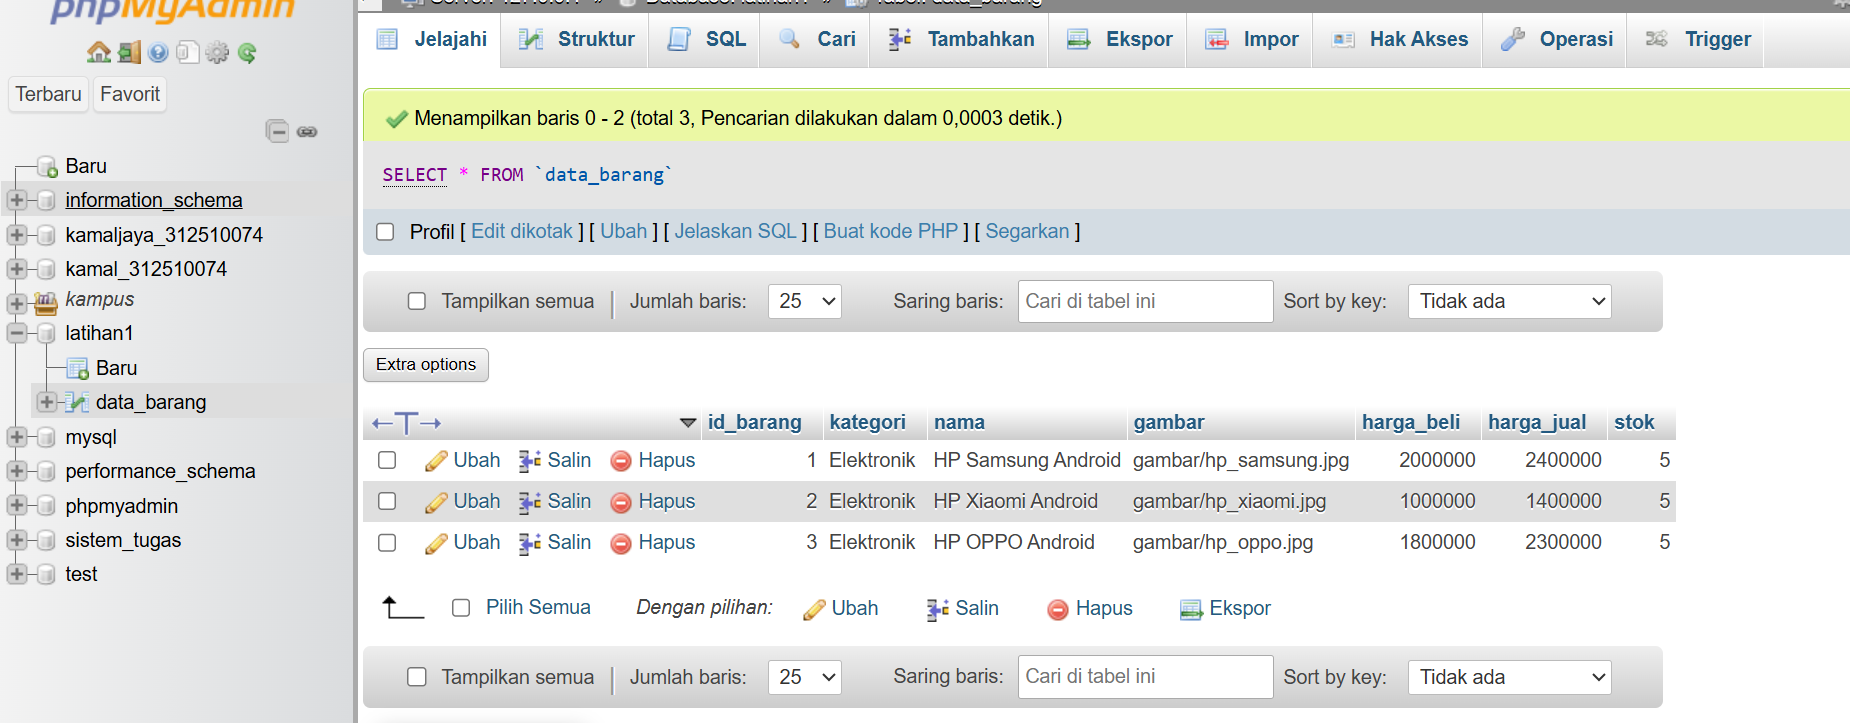 phpMyAdmin
Terbaru Favorit
Baru
information_schema
kamaljaya_312510074
kamal_312510074
kampus
latihan1
Baru
data_barang
mysql
performance_schema
phpmyadmin
sistem_tugas
test
Jelajahi Struktur SQL Cari Tambahkan Ekspor Impor Hak Akses Operasi Trigger
Menampilkan baris 0 - 2 (total 3, Pencarian dilakukan dalam 0,0003 detik.)
SELECT * FROM `data_barang`
Profil [ Edit dikotak ] [ Ubah ] [ Jelaskan SQL ] [ Buat kode PHP ] [ Segarkan ]
Tampilkan semua Jumlah baris: 25 Saring baris: Cari di tabel ini Sort by key: Tidak ada
Extra options
id_barang kategori nama gambar harga_beli harga_jual stok
Ubah Salin Hapus 1 Elektronik HP Samsung Android gambar/hp_samsung.jpg 2000000 2400000 5
Ubah Salin Hapus 2 Elektronik HP Xiaomi Android gambar/hp_xiaomi.jpg 1000000 1400000 5
Ubah Salin Hapus 3 Elektronik HP OPPO Android gambar/hp_oppo.jpg 1800000 2300000 5
Pilih Semua Dengan pilihan: Ubah Salin Hapus Ekspor
Tampilkan semua Jumlah baris: 25 Saring baris: Cari di tabel ini Sort by key: Tidak ada